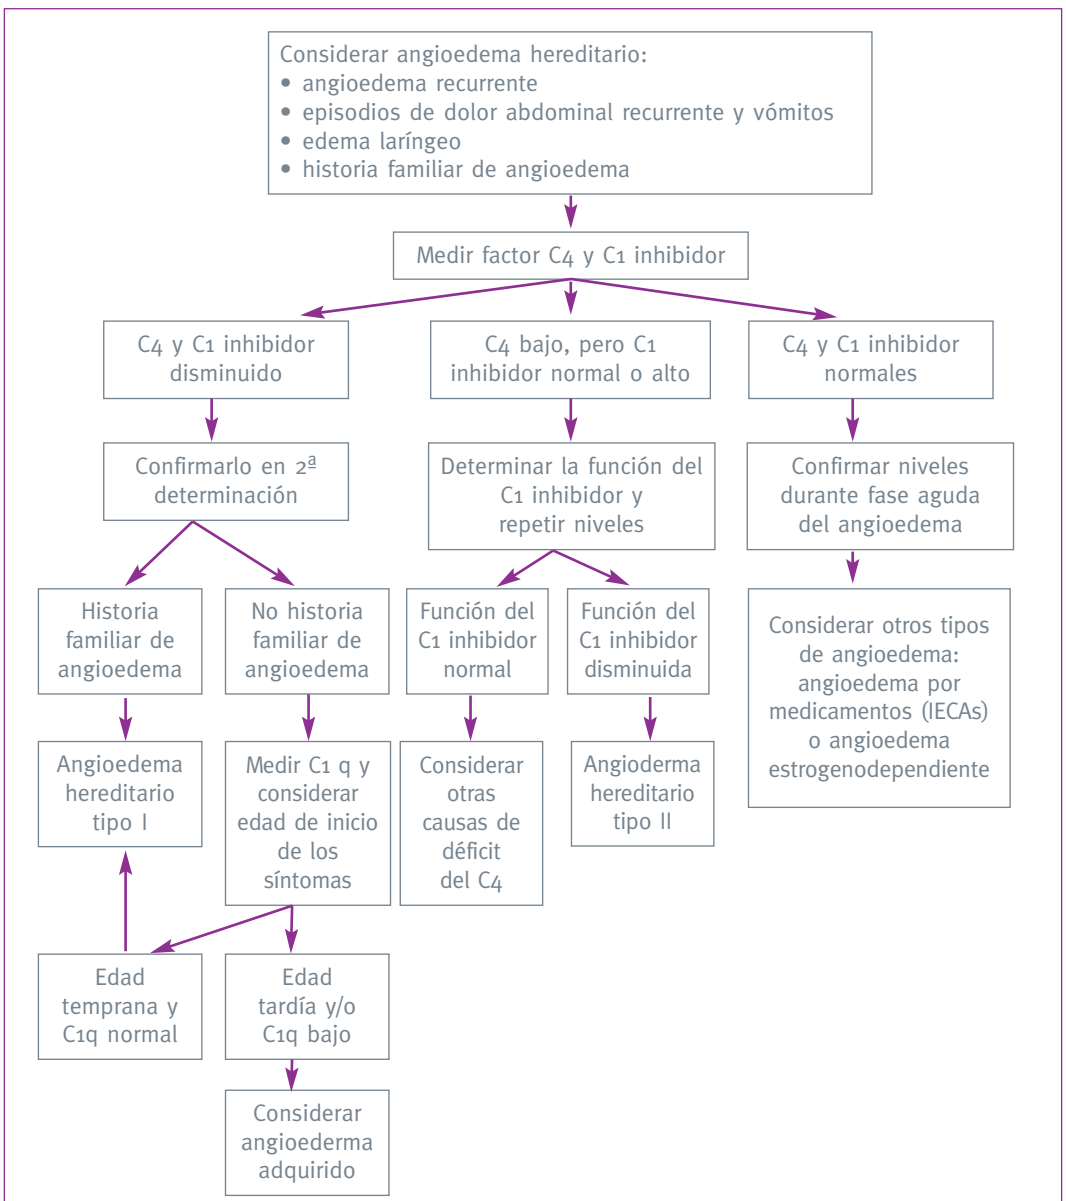 Considerar angioedema hereditario:
• angioedema recurrente
• episodios de dolor abdominal recurrente y vómitos
• edema laríngeo
• historia familiar de angioedema
Medir factor C4 y C1 inhibidor
C4 y C1 inhibidor
disminuido
C4 bajo, pero C1
inhibidor normal o alto
C4 y C1 inhibidor
normales
Confirmarlo en 2ª
determinación
Determinar la función del
C1 inhibidor y
repetir niveles
Confirmar niveles
durante fase aguda
del angioedema
Historia
familiar de
angioedema
No historia
familiar de
angioedema
Función del
C1 inhibidor
normal
Función del
C1 inhibidor
disminuida
Considerar otros tipos
de angioedema:
angioedema por
medicamentos (IECAs)
o angioedema
estrogenodependiente
Angioedema
hereditario
tipo I
Medir C1 q y
considerar
edad de inicio
de los
síntomas
Considerar
otras
causas de
déficit
del C4
Angioderma
hereditario
tipo II
Edad
temprana y
C1q normal
Edad
tardía y/o
C1q bajo
Considerar
angioederma
adquirido